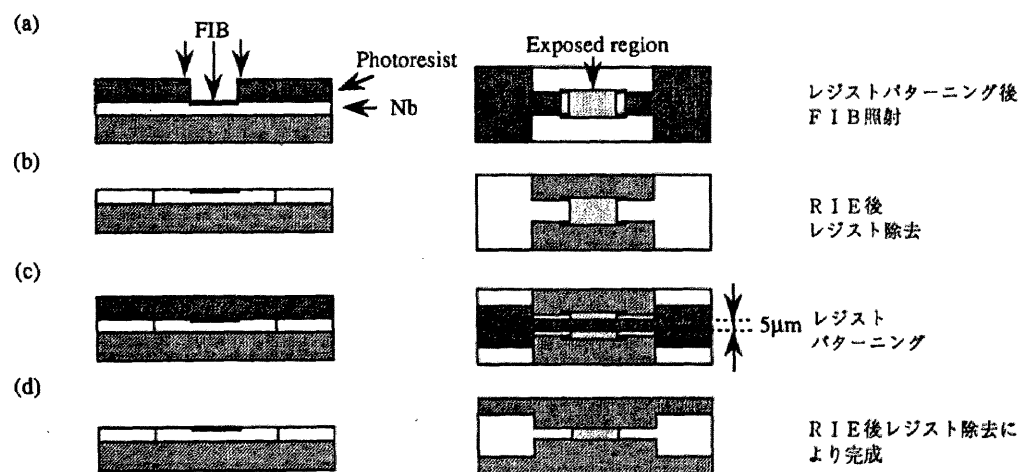 (a)
FIB
Photoresist
Nb
Exposed region
レジストパターニング後
ＦＩＢ照射
(b)
ＲＩＥ後
レジスト除去
(c)
5μm
レジスト
パターニング
(d)
ＲＩＥ後レジスト除去に
より完成